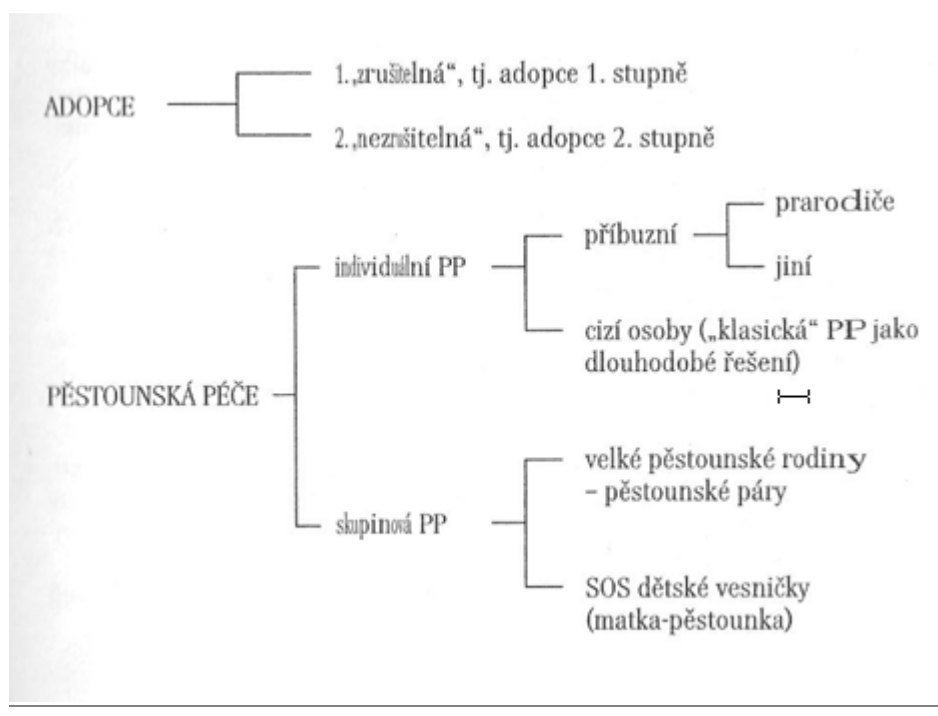 1. „zrušitelná“, tj. adopce 1. stupně
ADOPCE
2. „nezrušitelná“, tj. adopce 2. stupně
prarodiče
příbuzní
individuální PP
jiní
cizí osoby („klasická“ PP jako
dlouhodobé řešení)
PĚSTOUNSKÁ PÉČE
velké pěstounské rodiny
– pěstounské páry
skupinová PP
SOS dětské vesničky
(matka-pěstounka)